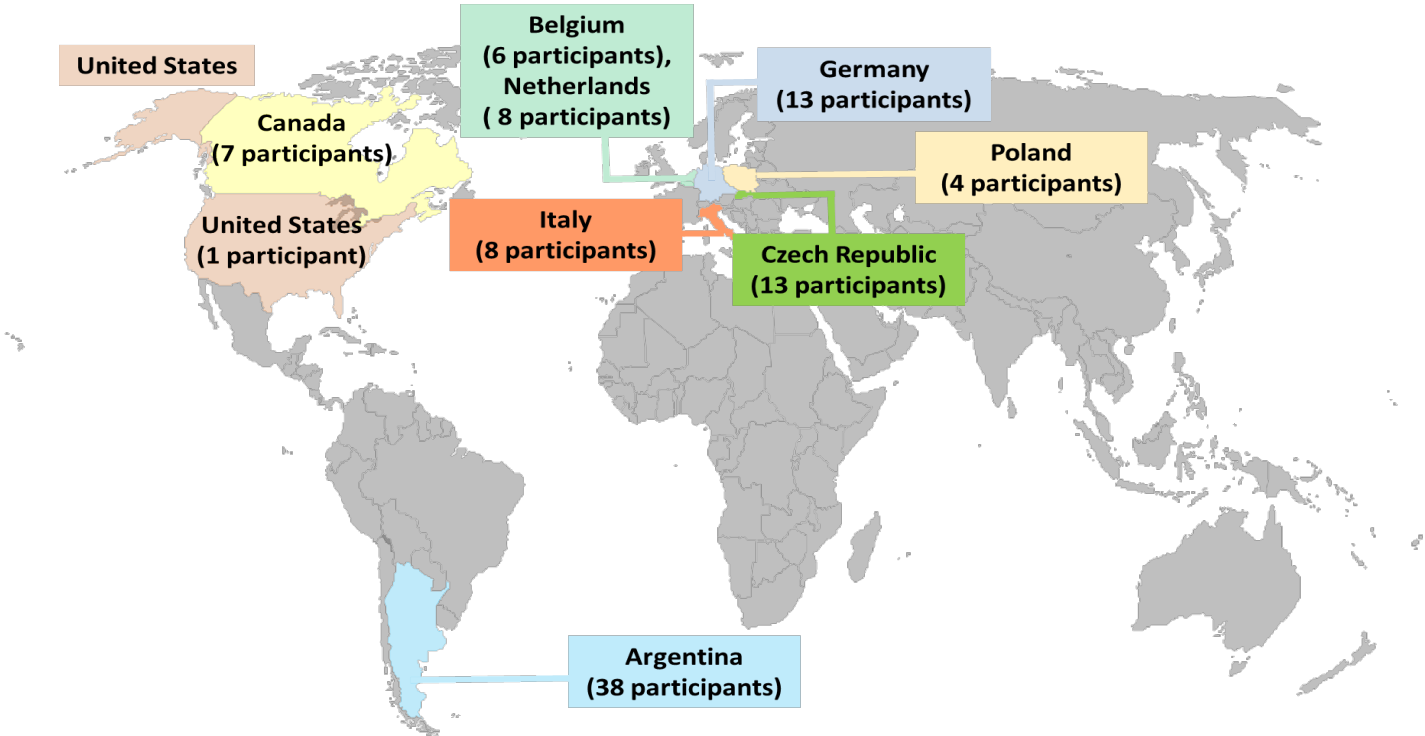 United States
Belgium
(6 participants),
Netherlands
( 8 participants)
Germany
(13 participants)
Canada
(7 participants)
Poland
(4 participants)
United States
(1 participant)
Italy
(8 participants)
Czech Republic
(13 participants)
Argentina
(38 participants)